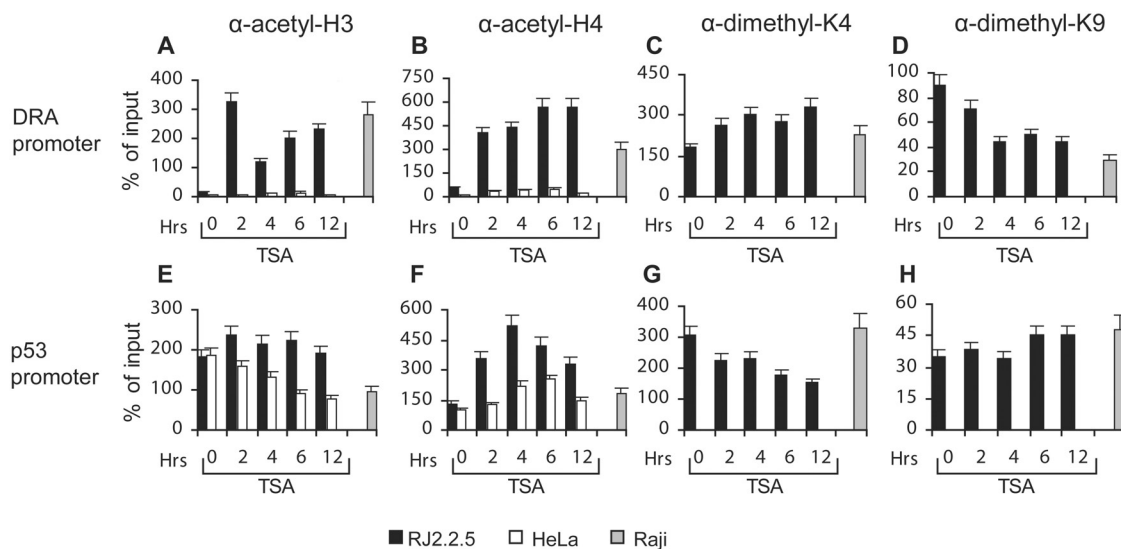 α-acetyl-H3 α-acetyl-H4 α-dimethyl-K4 α-dimethyl-K9
A B C D
DRA
promoter
% of input
400
300
200
100
0
900
750
600
450
300
150
0
450
300
150
0
100
80
60
40
20
0
Hrs 0 2 4 6 12 Hrs 0 2 4 6 12 Hrs 0 2 4 6 12 Hrs 0 2 4 6 12
TSA TSA TSA TSA
E F G H
p53
promoter
% of input
300
200
100
0
600
450
300
150
0
400
300
200
100
0
60
45
30
15
0
Hrs 0 2 4 6 12 Hrs 0 2 4 6 12 Hrs 0 2 4 6 12 Hrs 0 2 4 6 12
TSA TSA TSA TSA
RJ2.2.5 HeLa Raji